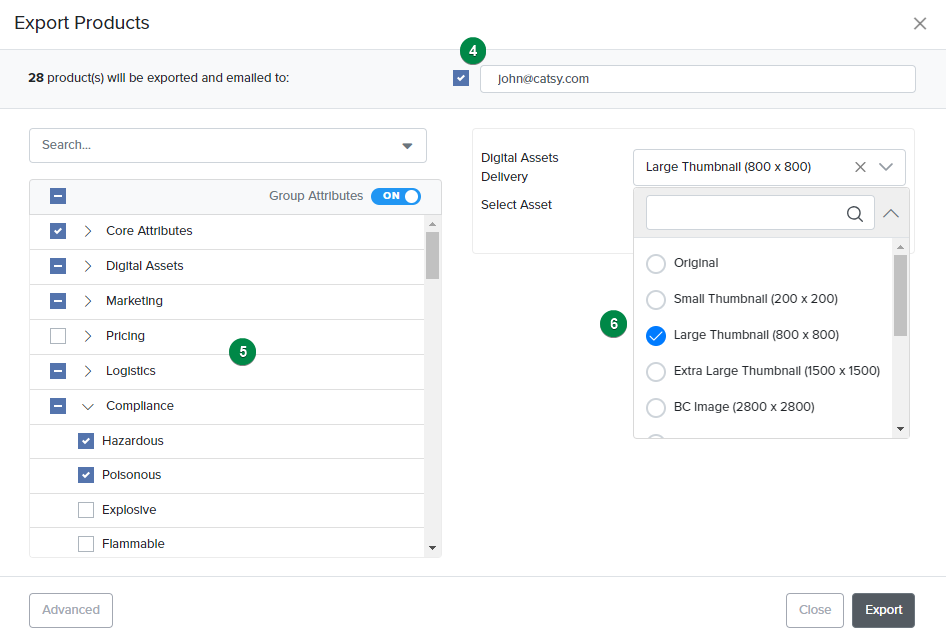 Export Products
4
28 product(s) will be exported and emailed to:
john@catsy.com
Search...
Group Attributes ON
Core Attributes
Digital Assets
Marketing
Pricing
5
Logistics
Compliance
Hazardous
Poisonous
Explosive
Flammable
Digital Assets
Delivery
Large Thumbnail (800 x 800)
Select Asset
Original
Small Thumbnail (200 x 200)
6
Large Thumbnail (800 x 800)
Extra Large Thumbnail (1500 x 1500)
BC Image (2800 x 2800)
Advanced
Close
Export